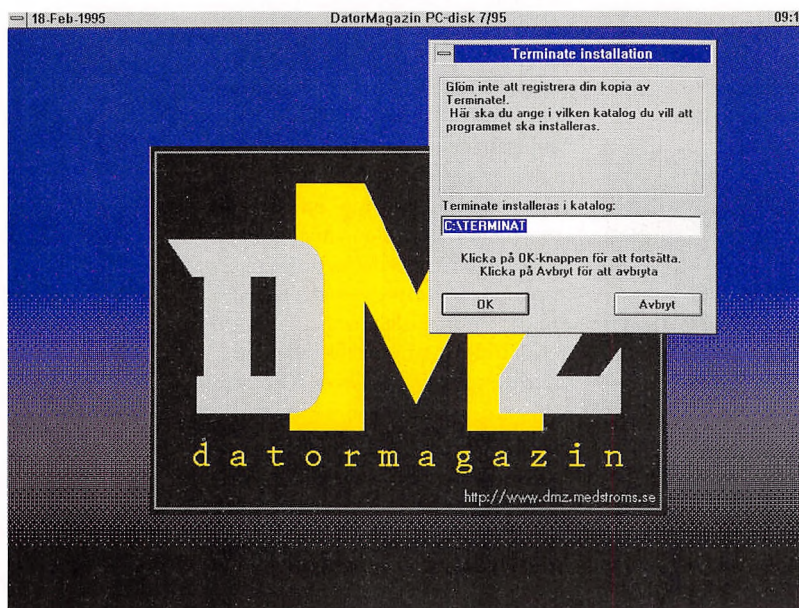 18-Feb-1995
DatorMagazin PC-disk 7/95
09:1
Terminate installation
Glöm inte att registrera din kopia av
Terminate!.
Här ska du ange i vilken katalog du vill att
programmet ska installeras.
Terminate installeras i katalog:
C:\TERMINAT
Klicka på OK-knappen för att fortsätta.
Klicka på Avbryt för att avbryta
OK
Avbryt
DMZ
datormagazin
http://www.dmz.medstroms.se